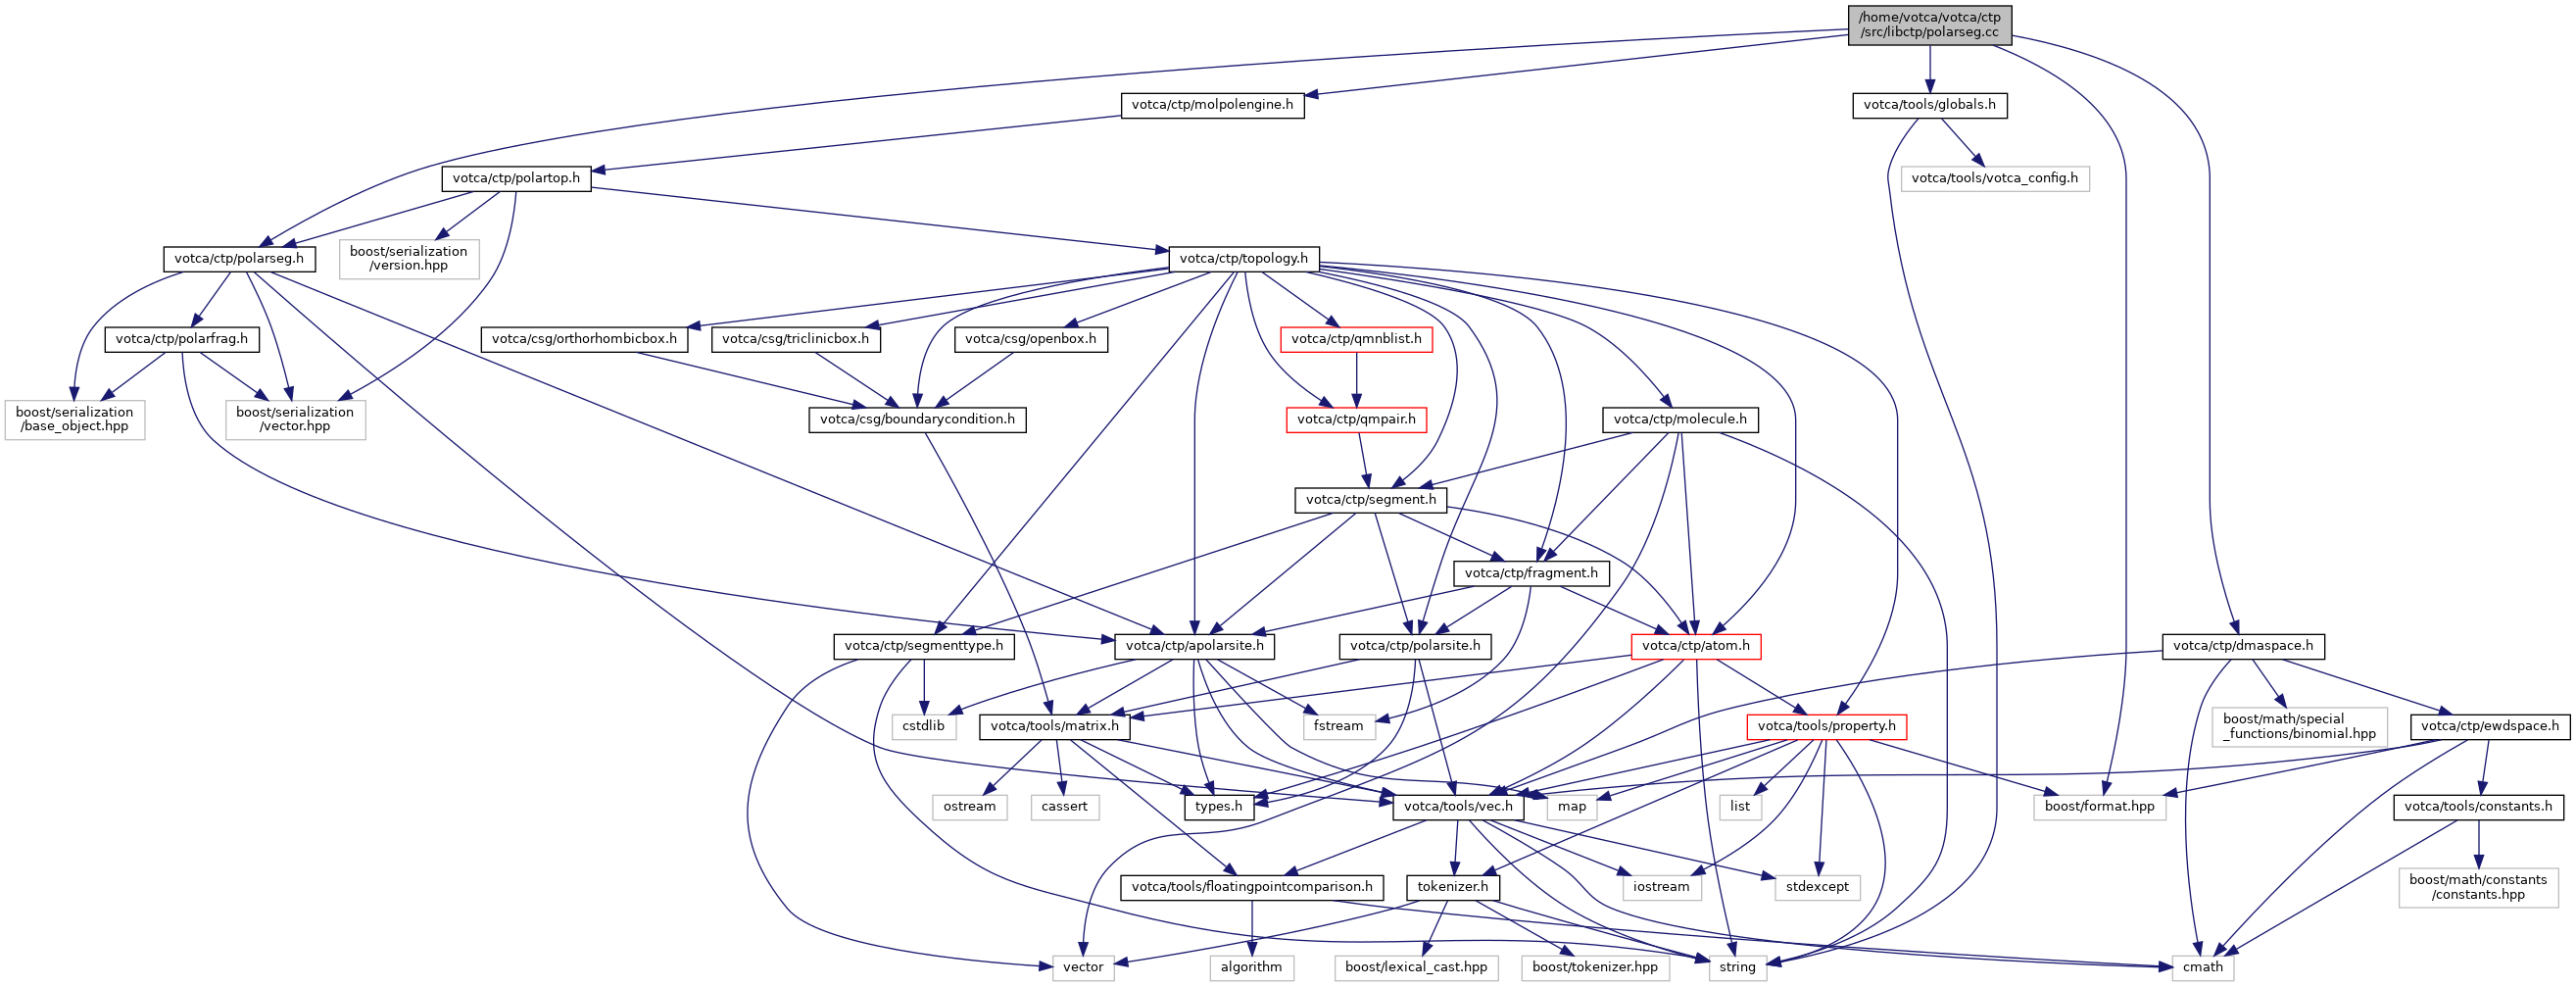 /home/votca/votca/ctp
/src/libctp/polarseg.cc
votca/ctp/molpolengine.h
votca/tools/globals.h
votca/ctp/polartop.h
votca/tools/votca_config.h
votca/ctp/polarseg.h
boost/serialization
/version.hpp
votca/ctp/topology.h
votca/ctp/polarfrag.h
votca/csg/orthorhombicbox.h
votca/csg/triclinicbox.h
votca/csg/openbox.h
votca/ctp/qmnblist.h
boost/serialization
/base_object.hpp
boost/serialization
/vector.hpp
votca/csg/boundarycondition.h
votca/ctp/qmpair.h
votca/ctp/molecule.h
votca/ctp/segment.h
votca/ctp/fragment.h
votca/ctp/segmenttype.h
votca/ctp/apolarsite.h
votca/ctp/polarsite.h
votca/ctp/atom.h
votca/ctp/dmaspace.h
cstdlib
votca/tools/matrix.h
fstream
votca/tools/property.h
boost/math/special
_functions/binomial.hpp
votca/ctp/ewdspace.h
ostream
cassert
types.h
votca/tools/vec.h
map
list
boost/format.hpp
votca/tools/constants.h
votca/tools/floatingpointcomparison.h
tokenizer.h
iostream
stdexcept
boost/math/constants
/constants.hpp
vector
algorithm
boost/lexical_cast.hpp
boost/tokenizer.hpp
string
cmath